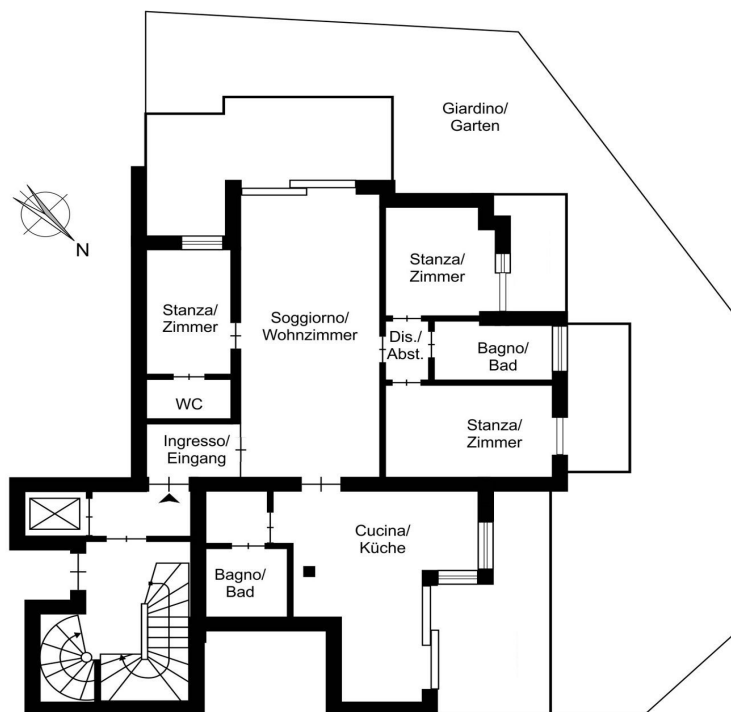 Giardino/
Garten
N
Stanza/
Zimmer
Stanza/
Zimmer
Soggiorno/
Wohnzimmer
Dis./
Abst.
Bagno/
Bad
WC
Stanza/
Zimmer
Ingresso/
Eingang
Cucina/
Küche
Bagno/
Bad